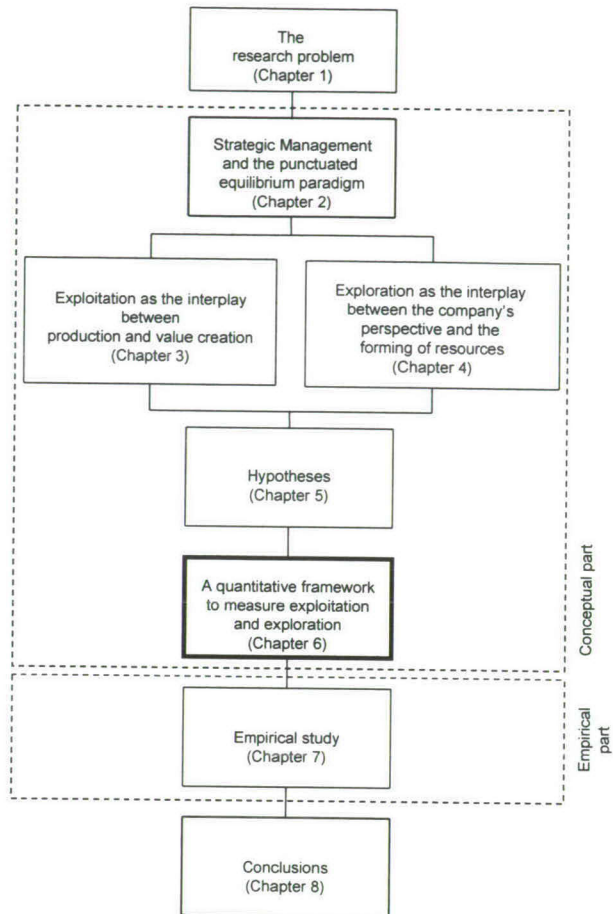 The
research problem
(Chapter 1)
Strategic Management
and the punctuated
equilibrium paradigm
(Chapter 2)
Exploitation as the interplay
between
production and value creation
(Chapter 3)
Exploration as the interplay
between the company's
perspective and the
forming of resources
(Chapter 4)
Hypotheses
(Chapter 5)
A quantitative framework
to measure exploitation
and exploration
(Chapter 6)
Conceptual part
Empirical study
(Chapter 7)
Empirical
part
Conclusions
(Chapter 8)